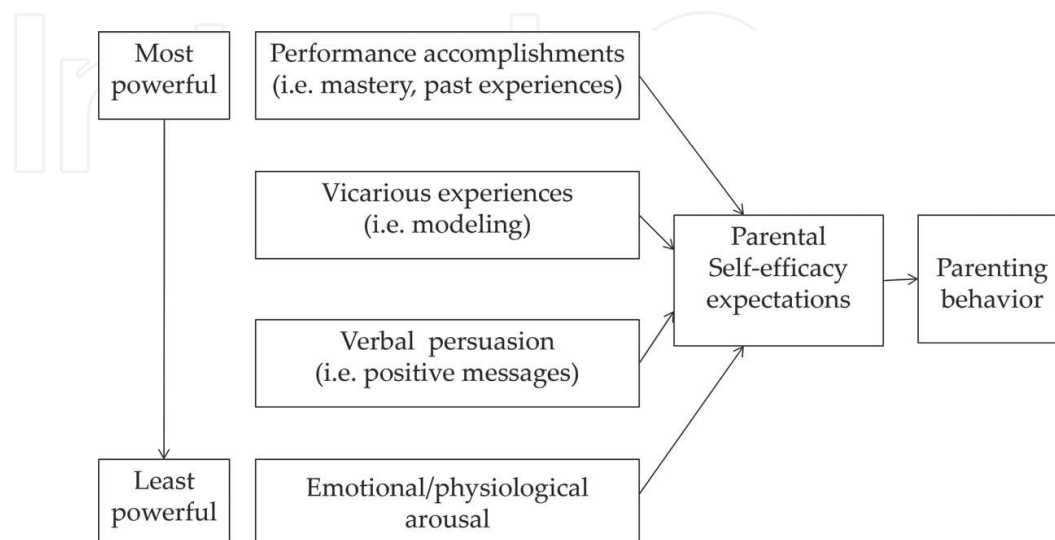 Most
powerful
Performance accomplishments
(i.e. mastery, past experiences)
Vicarious experiences
(i.e. modeling)
Verbal persuasion
(i.e. positive messages)
Least
powerful
Emotional/physiological
arousal
Parental
Self-efficacy
expectations
Parenting
behavior